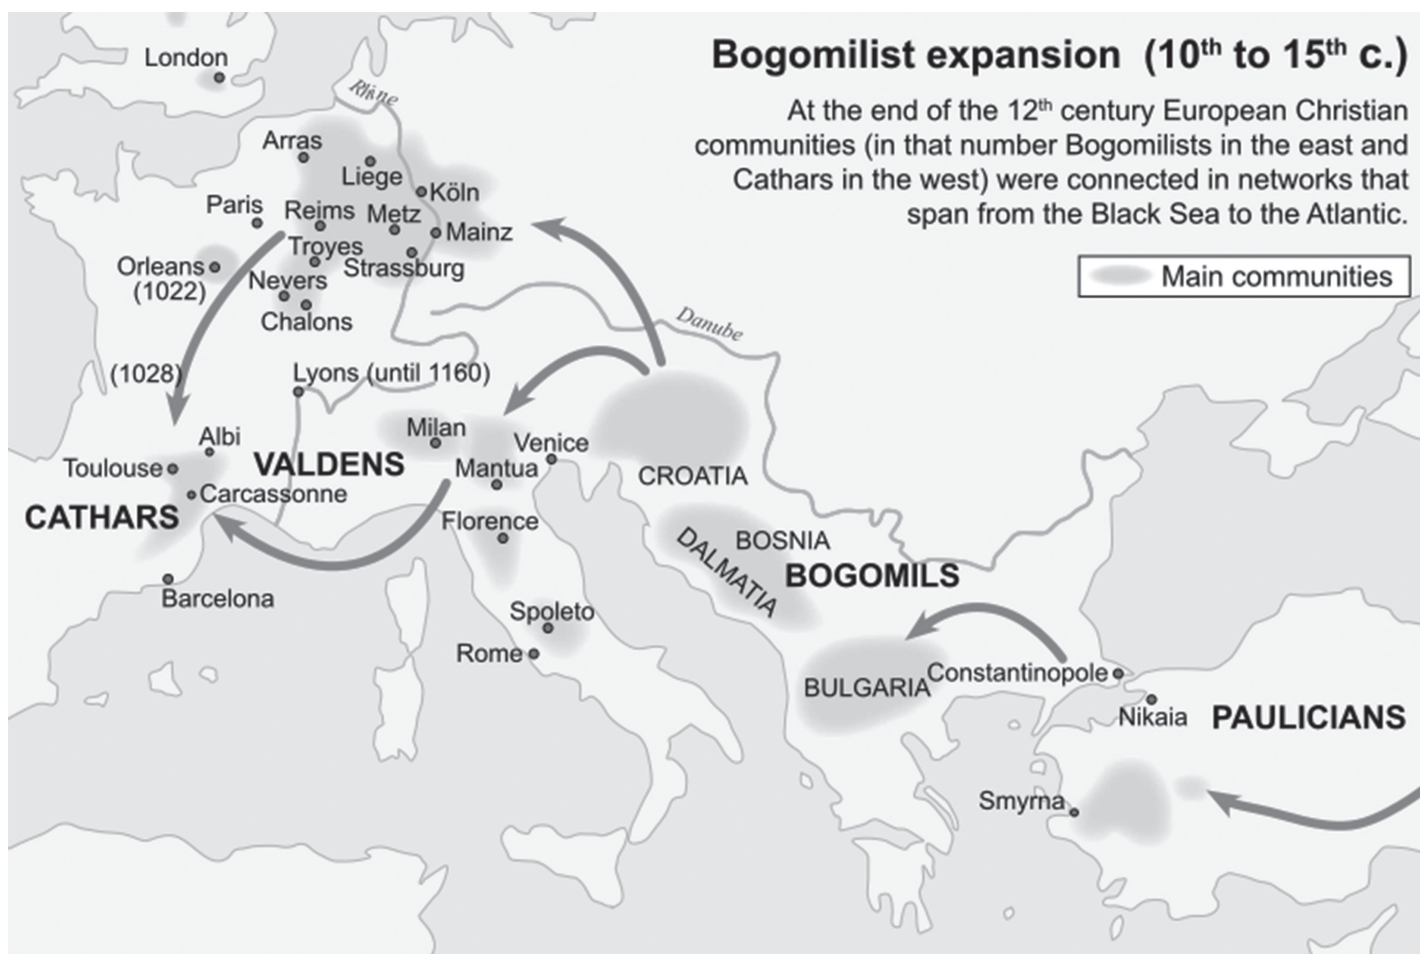 Bogomilist expansion (10th to 15th c.)
At the end of the 12th century European Christian
communities (in that number Bogomilists in the east and
Cathars in the west) were connected in networks that
span from the Black Sea to the Atlantic.
Main communities
London
Rhine
Arras
Liege
Köln
Paris
Reims
Metz
Mainz
Troyes
Strassburg
Orleans
(1022)
Nevers
Chalons
Danube
(1028)
Lyons (until 1160)
Albi
Milan
Venice
Toulouse
VALDENS
Mantua
CROATIA
Carcassonne
CATHARS
Florence
DALMATIA
BOSNIA
BOGOMILS
Barcelona
Spoleto
Rome
BULGARIA
Constantinopole
Nikaia
PAULICIANS
Smyrna